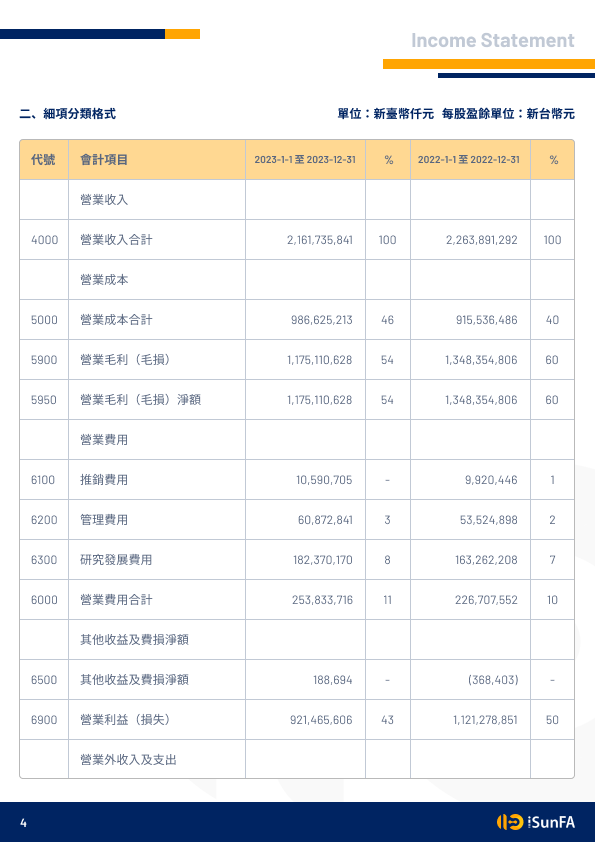 Income Statement
二、細項分類格式 單位：新臺幣仟元 每股盈餘單位：新台幣元
代號 會計項目 2023-1-1 至 2023-12-31 % 2022-1-1 至 2022-12-31 %
營業收入
4000 營業收入合計 2,161,735,841 100 2,263,891,292 100
營業成本
5000 營業成本合計 986,625,213 46 915,536,486 40
5900 營業毛利（毛損） 1,175,110,628 54 1,348,354,806 60
5950 營業毛利（毛損）淨額 1,175,110,628 54 1,348,354,806 60
營業費用
6100 推銷費用 10,590,705 - 9,920,446 1
6200 管理費用 60,872,841 3 53,524,898 2
6300 研究發展費用 182,370,170 8 163,262,208 7
6000 營業費用合計 253,833,716 11 226,707,552 10
其他收益及費損淨額
6500 其他收益及費損淨額 188,694 - (368,403) -
6900 營業利益（損失） 921,465,606 43 1,121,278,851 50
營業外收入及支出
4 iSunFA